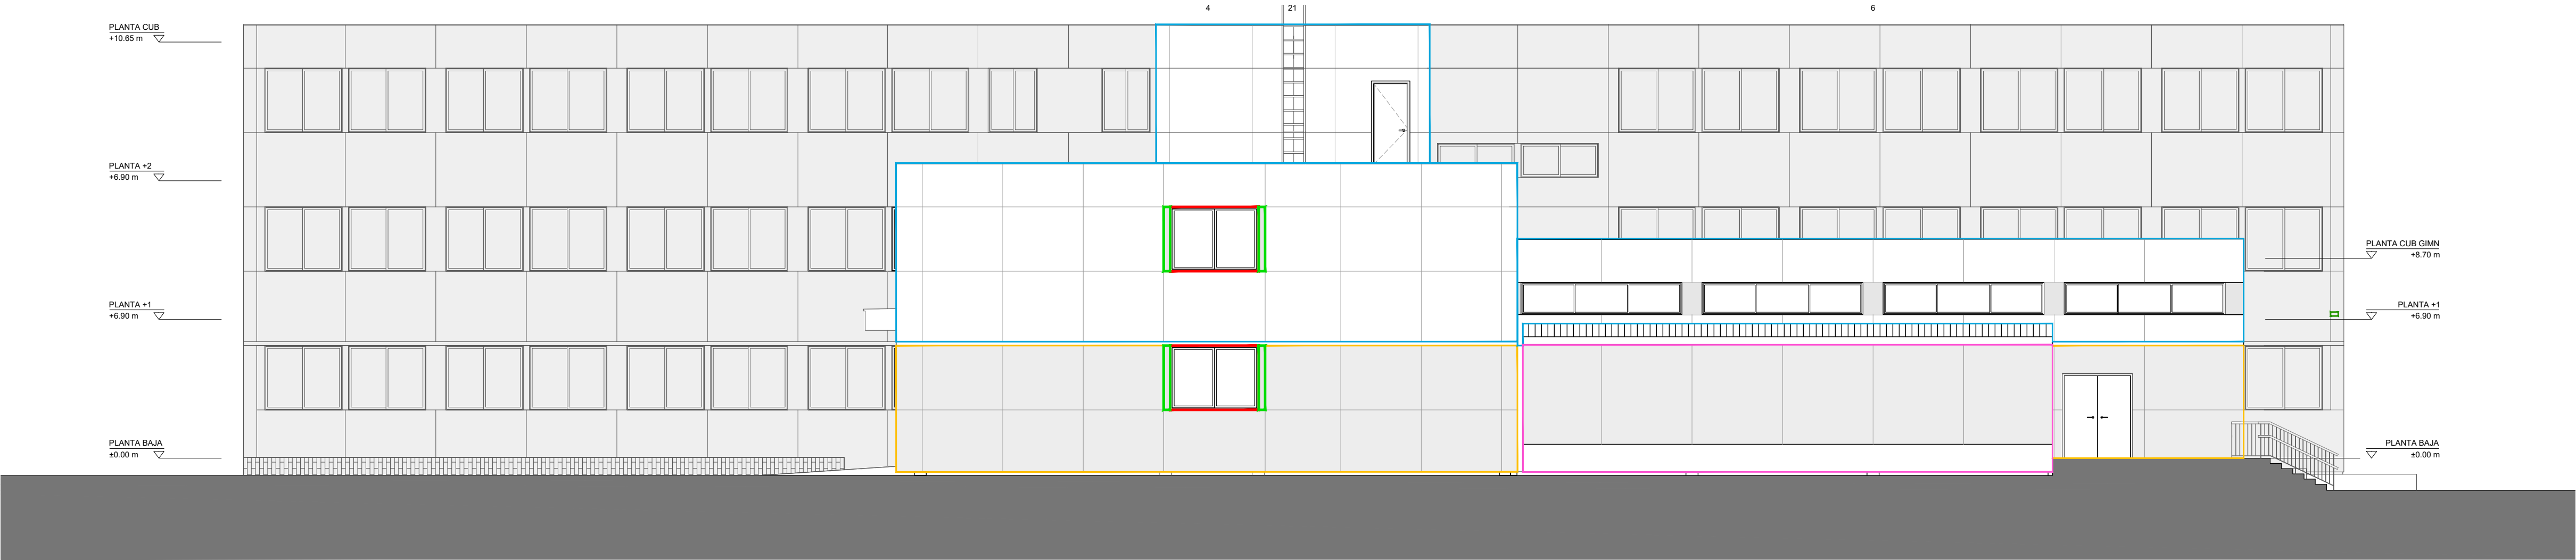 4
21
6
PLANTA CUB
+10.65 m
PLANTA +2
+6.90 m
PLANTA CUB GIMN
+8.70 m
PLANTA +1
+6.90 m
PLANTA +1
+6.90 m
PLANTA BAJA
±0.00 m
PLANTA BAJA
±0.00 m